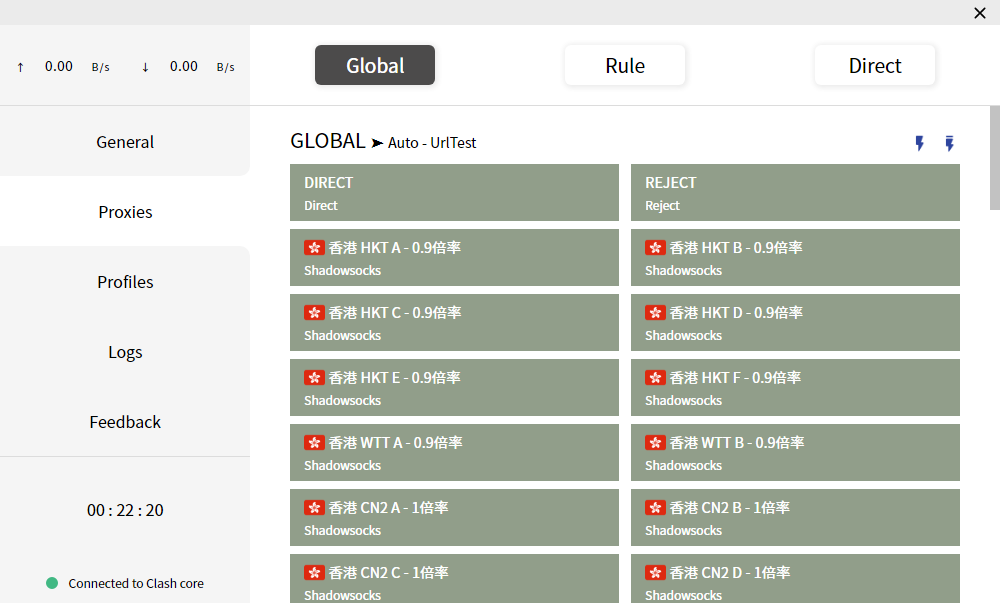 ↑ 0.00 B/s ↓ 0.00 B/s
Global
Rule
Direct
General
Proxies
Profiles
Logs
Feedback
00 : 22 : 20
Connected to Clash core
GLOBAL ➤ Auto - UrlTest
DIRECT
Direct
REJECT
Reject
香港 HKT A - 0.9倍率
Shadowsocks
香港 HKT B - 0.9倍率
Shadowsocks
香港 HKT C - 0.9倍率
Shadowsocks
香港 HKT D - 0.9倍率
Shadowsocks
香港 HKT E - 0.9倍率
Shadowsocks
香港 HKT F - 0.9倍率
Shadowsocks
香港 WTT A - 0.9倍率
Shadowsocks
香港 WTT B - 0.9倍率
Shadowsocks
香港 CN2 A - 1倍率
Shadowsocks
香港 CN2 B - 1倍率
Shadowsocks
香港 CN2 C - 1倍率
Shadowsocks
香港 CN2 D - 1倍率
Shadowsocks